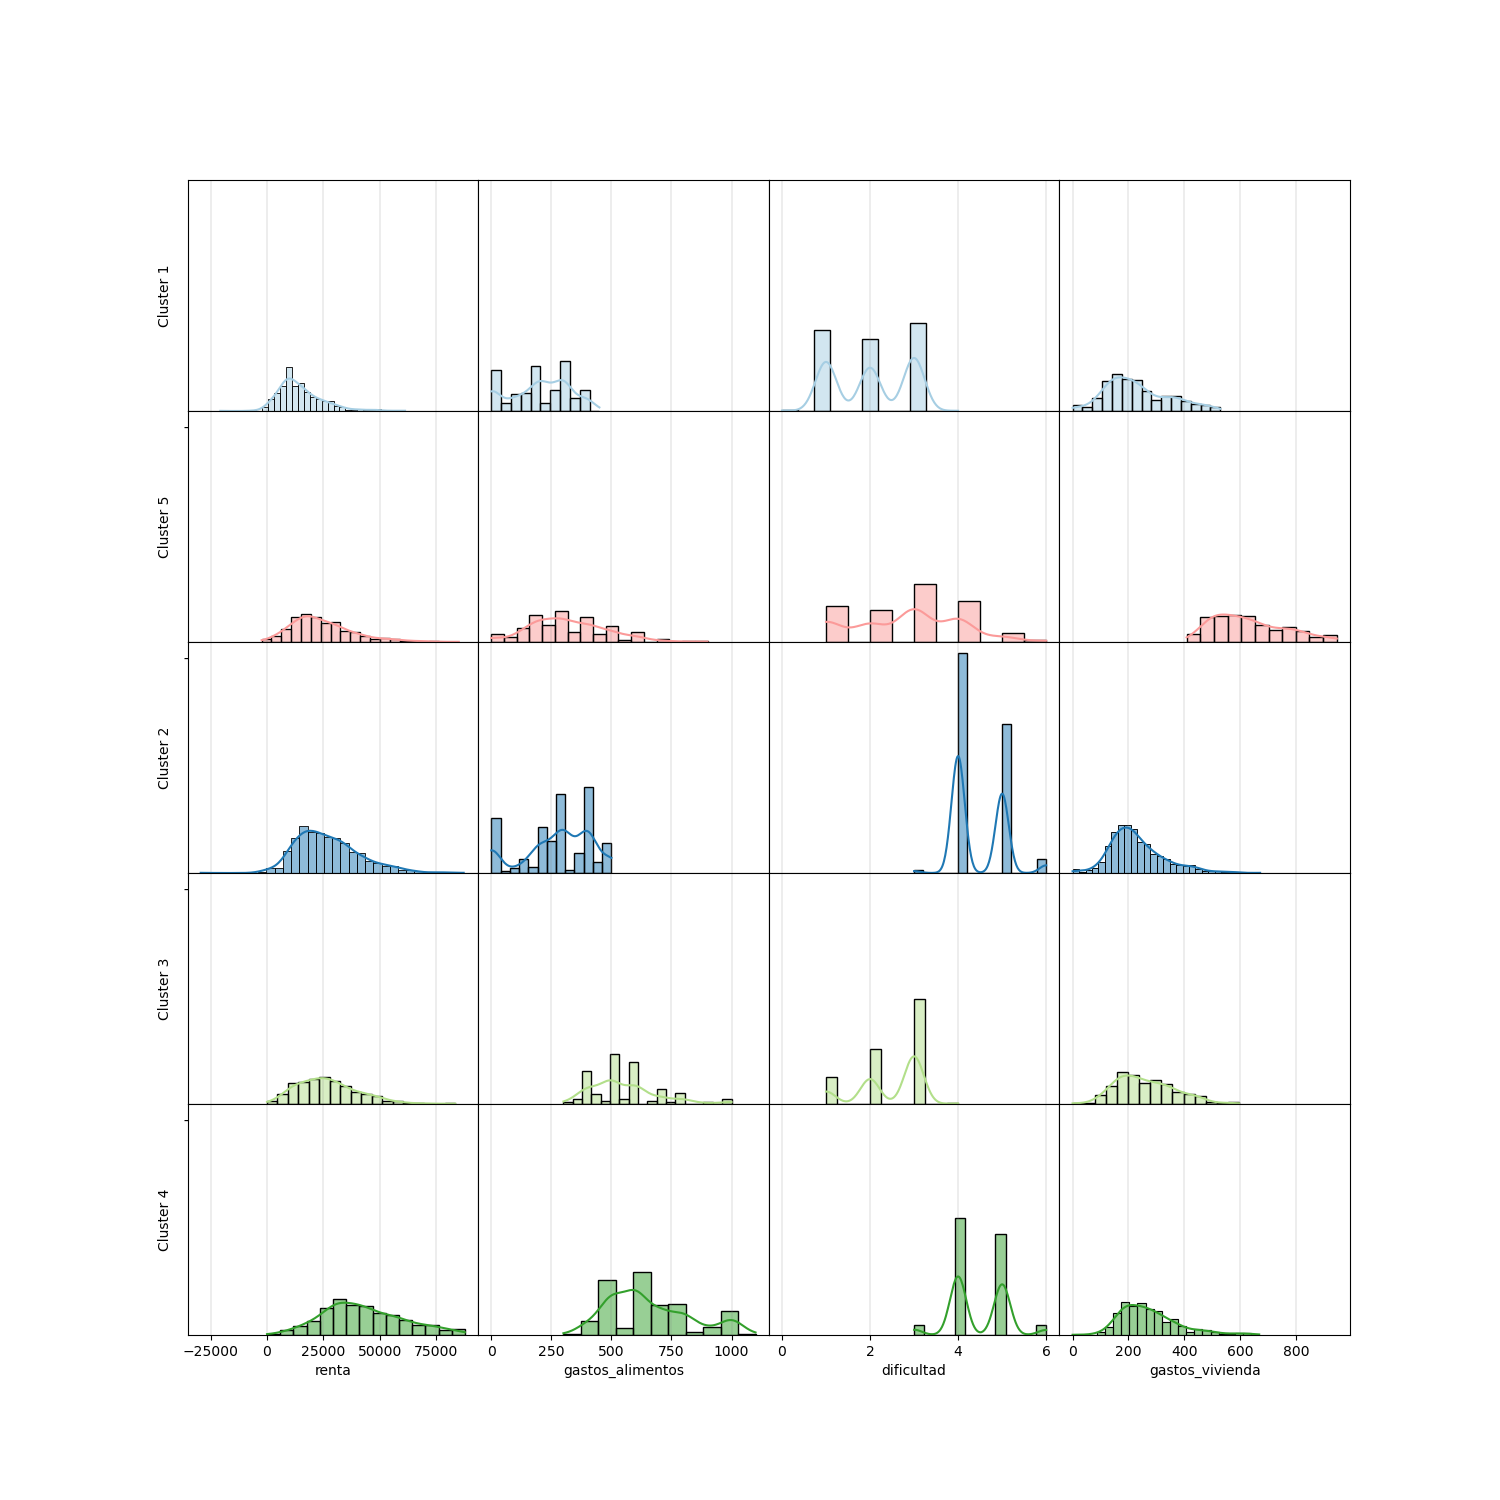 Cluster 1
Cluster 5
Cluster 2
Cluster 3
Cluster 4
−25000 0 25000 50000 75000 0 250 500 750 1000 0 2 4 6 0 200 400 600 800
renta gastos_alimentos dificultad gastos_vivienda